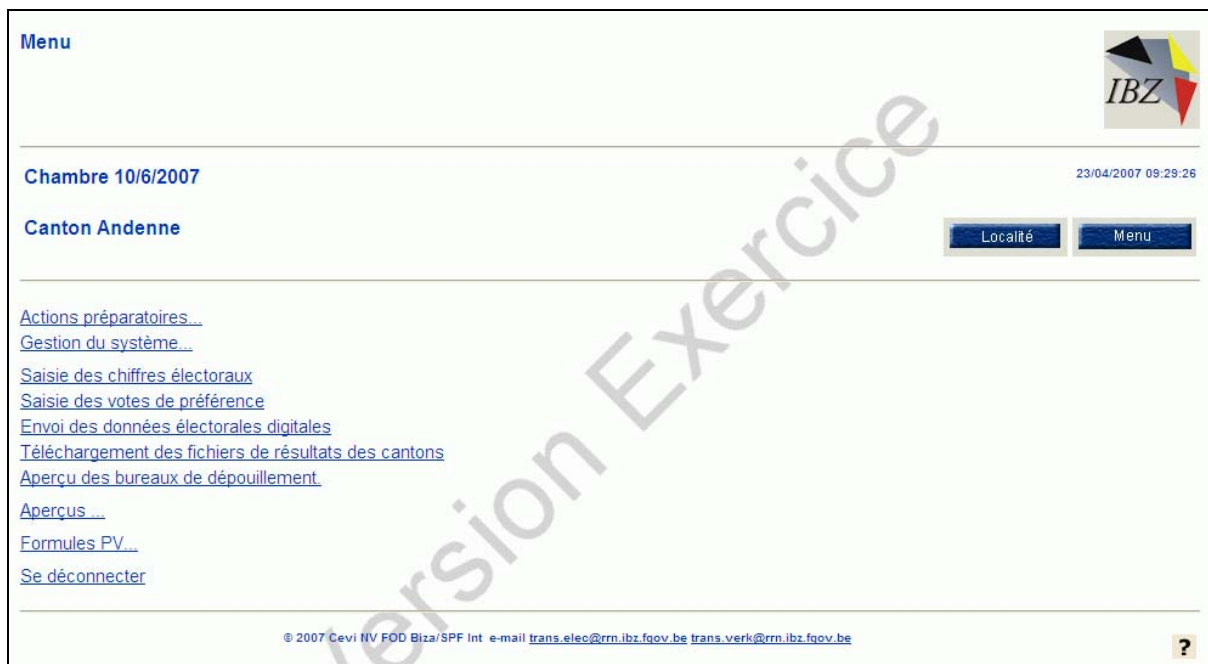 Menu
IBZ
Chambre 10/6/2007
23/04/2007 09:29:26
Canton Andenne
Localité
Menu
Actions préparatoires...
Gestion du système...
Saisie des chiffres électoraux
Saisie des votes de préférence
Envoi des données électorales digitales
Téléchargement des fichiers de résultats des cantons
Aperçu des bureaux de dépouillement.
Aperçus ...
Formules PV...
Se déconnecter
Version Exercice
© 2007 Cevi NV FOD Biza/SPF Int e-mail trans.elec@rrn.ibz.fgov.be trans.verk@rrn.ibz.fgov.be
?